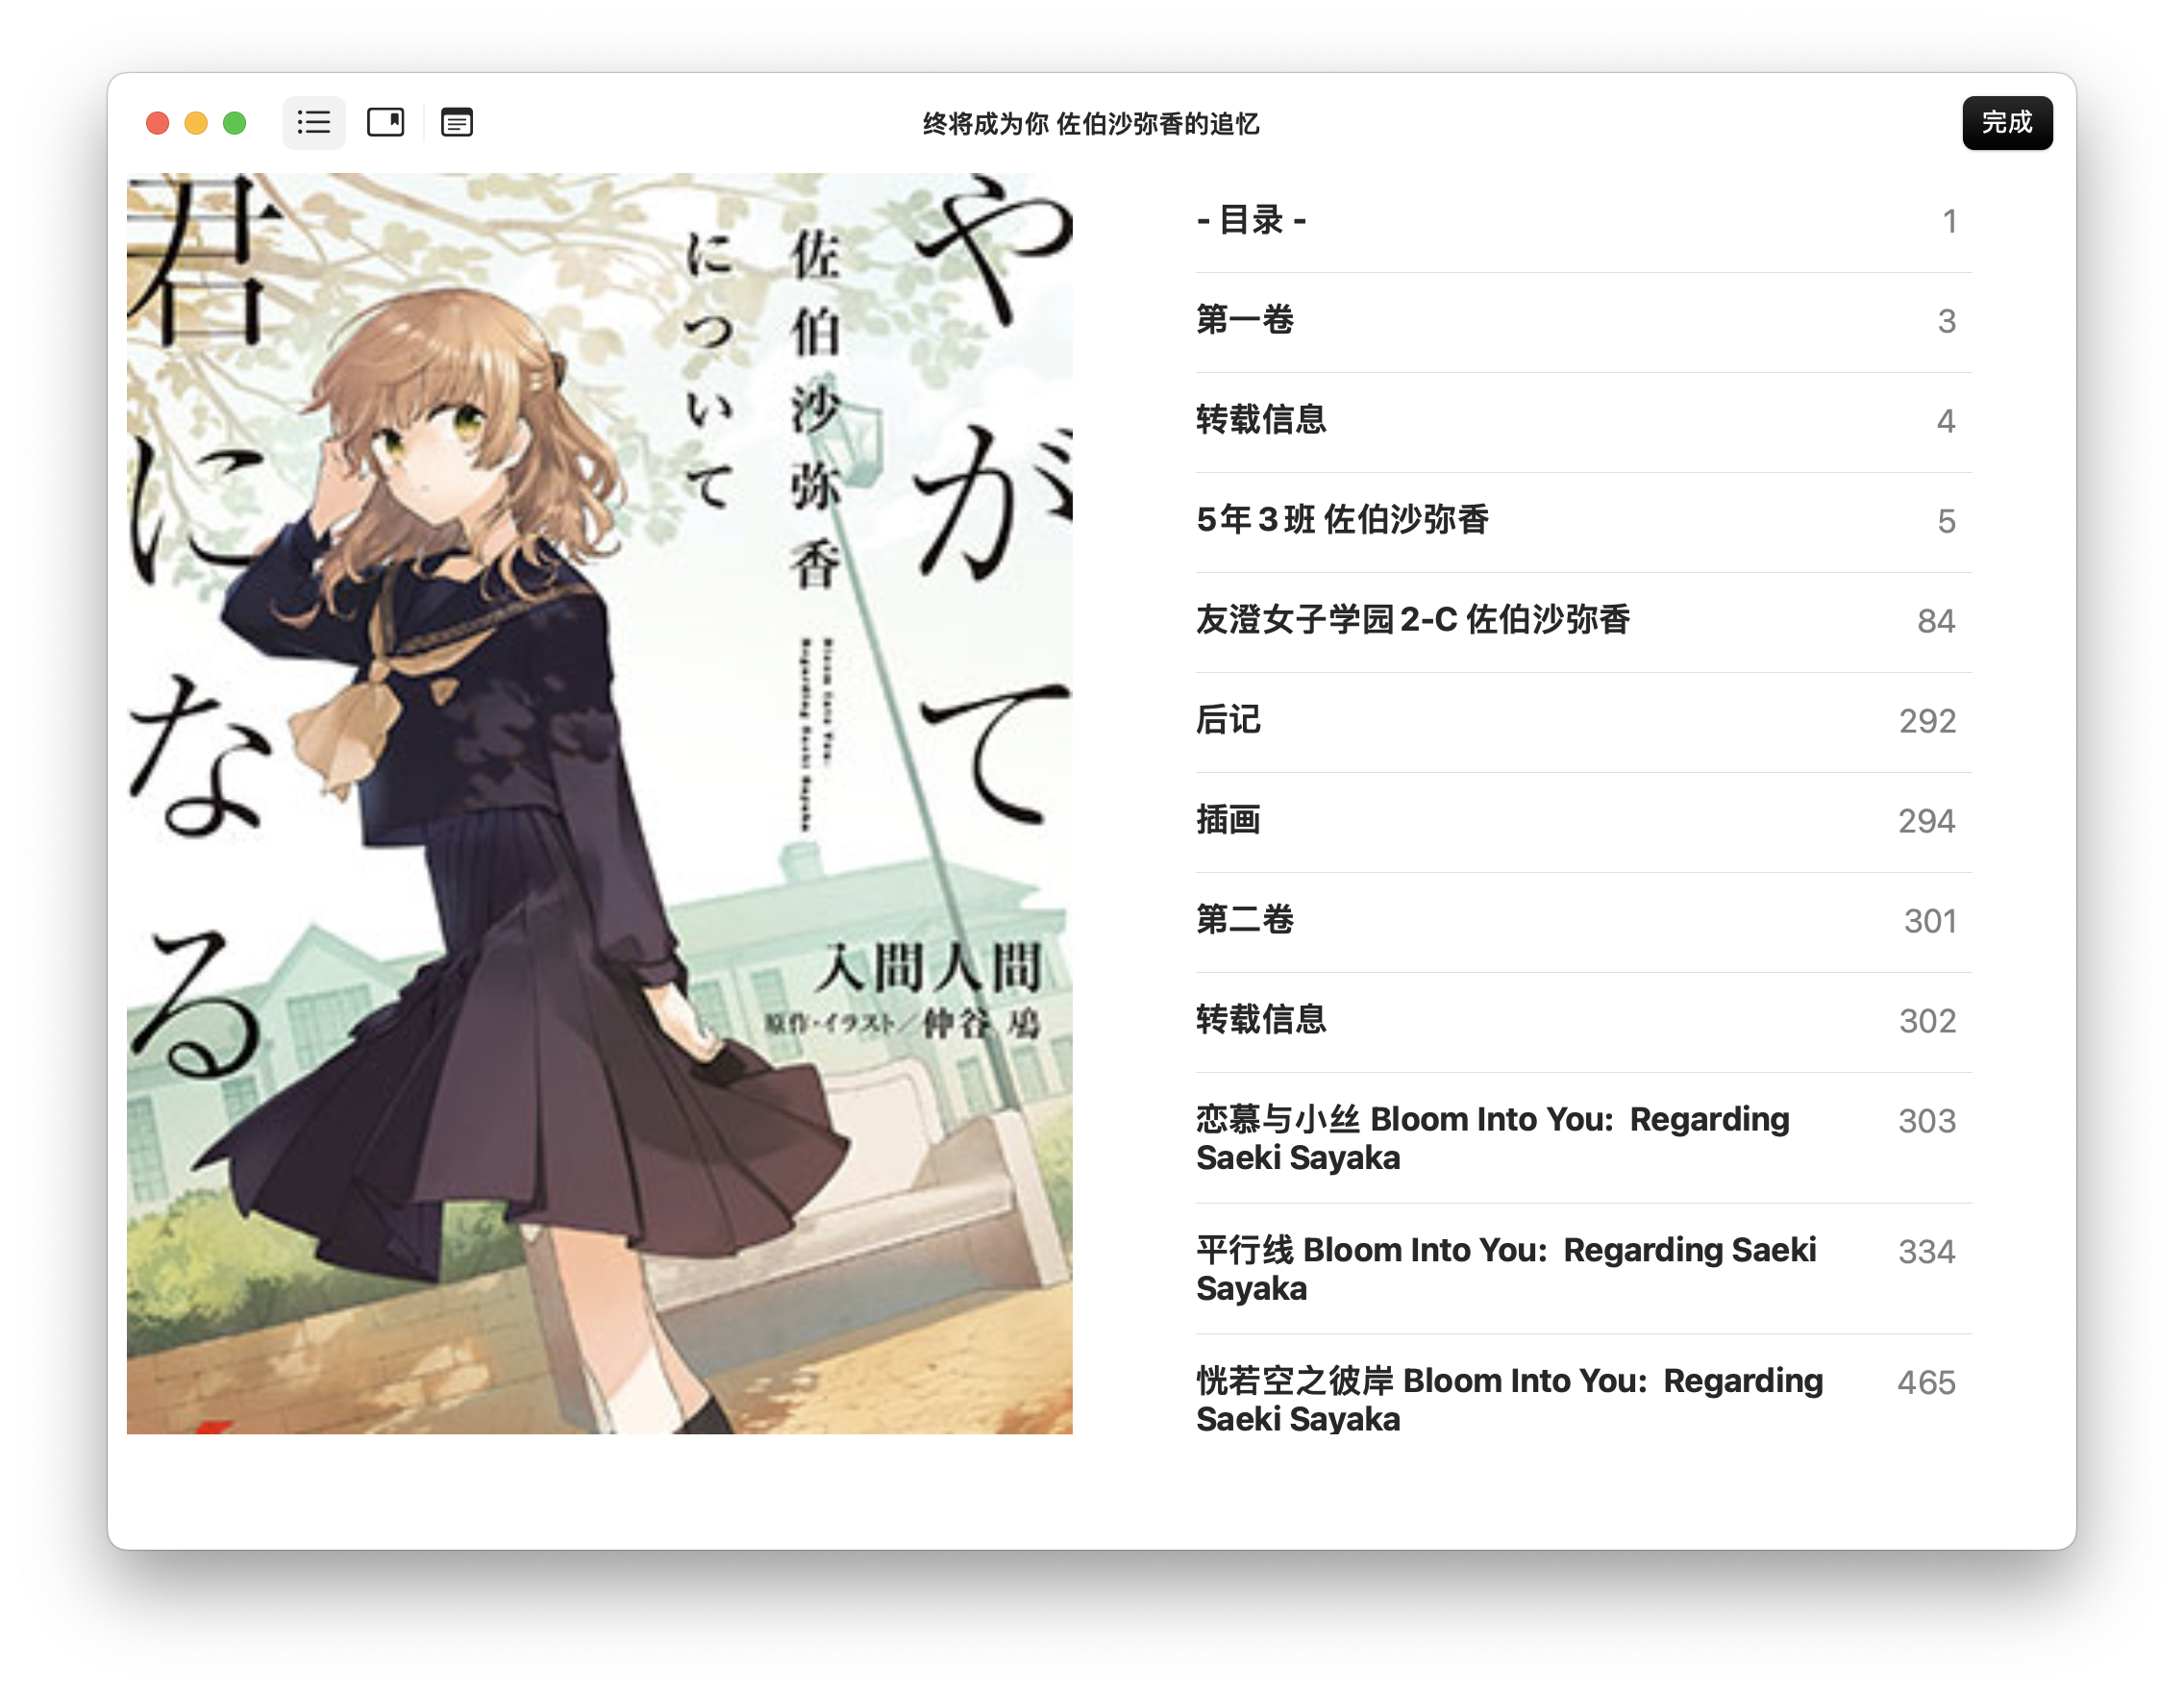 终将成为你 佐伯沙弥香的追忆
完成
やがて
君になる
佐伯沙弥香
について
Bloom Into You:
Regarding Saeki Sayaka
入間人間
原作・イラスト／仲谷 鳰
- 目录 - 1
第一卷 3
转载信息 4
5年3班 佐伯沙弥香 5
友澄女子学园2-C 佐伯沙弥香 84
后记 292
插画 294
第二卷 301
转载信息 302
恋慕与小丝 Bloom Into You: Regarding 303
Saeki Sayaka
平行线 Bloom Into You: Regarding Saeki 334
Sayaka
恍若空之彼岸 Bloom Into You: Regarding 465
Saeki Sayaka